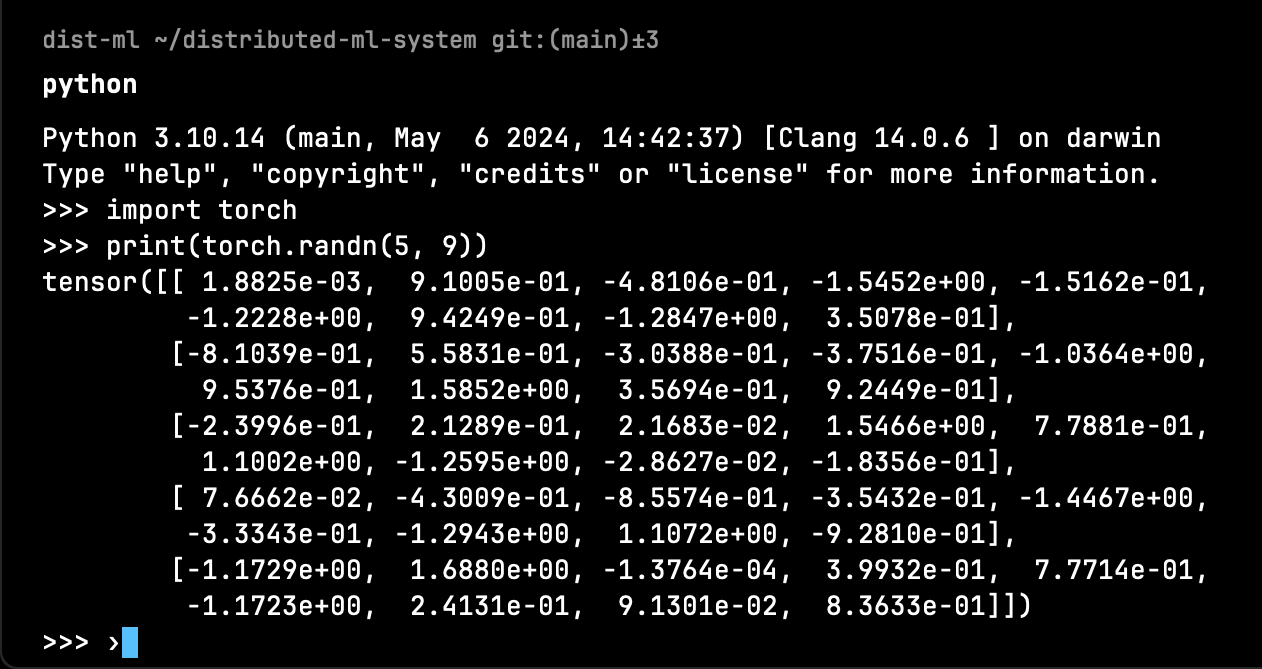 dist-ml ~/distributed-ml-system git:(main)±3
python
Python 3.10.14 (main, May  6 2024, 14:42:37) [Clang 14.0.6 ] on darwin
Type "help", "copyright", "credits" or "license" for more information.
>>> import torch
>>> print(torch.randn(5, 9))
tensor([[ 1.8825e-03,  9.1005e-01, -4.8106e-01, -1.5452e+00, -1.5162e-01,
         -1.2228e+00,  9.4249e-01, -1.2847e+00,  3.5078e-01],
        [-8.1039e-01,  5.5831e-01, -3.0388e-01, -3.7516e-01, -1.0364e+00,
          9.5376e-01,  1.5852e+00,  3.5694e-01,  9.2449e-01],
        [-2.3996e-01,  2.1289e-01,  2.1683e-02,  1.5466e+00,  7.7881e-01,
          1.1002e+00, -1.2595e+00, -2.8627e-02, -1.8356e-01],
        [ 7.6662e-02, -4.3009e-01, -8.5574e-01, -3.5432e-01, -1.4467e+00,
         -3.3343e-01, -1.2943e+00,  1.1072e+00, -9.2810e-01],
        [-1.1729e+00,  1.6880e+00, -1.3764e-04,  3.9932e-01,  7.7714e-01,
         -1.1723e+00,  2.4131e-01,  9.1301e-02,  8.3633e-01]])
>>> ›